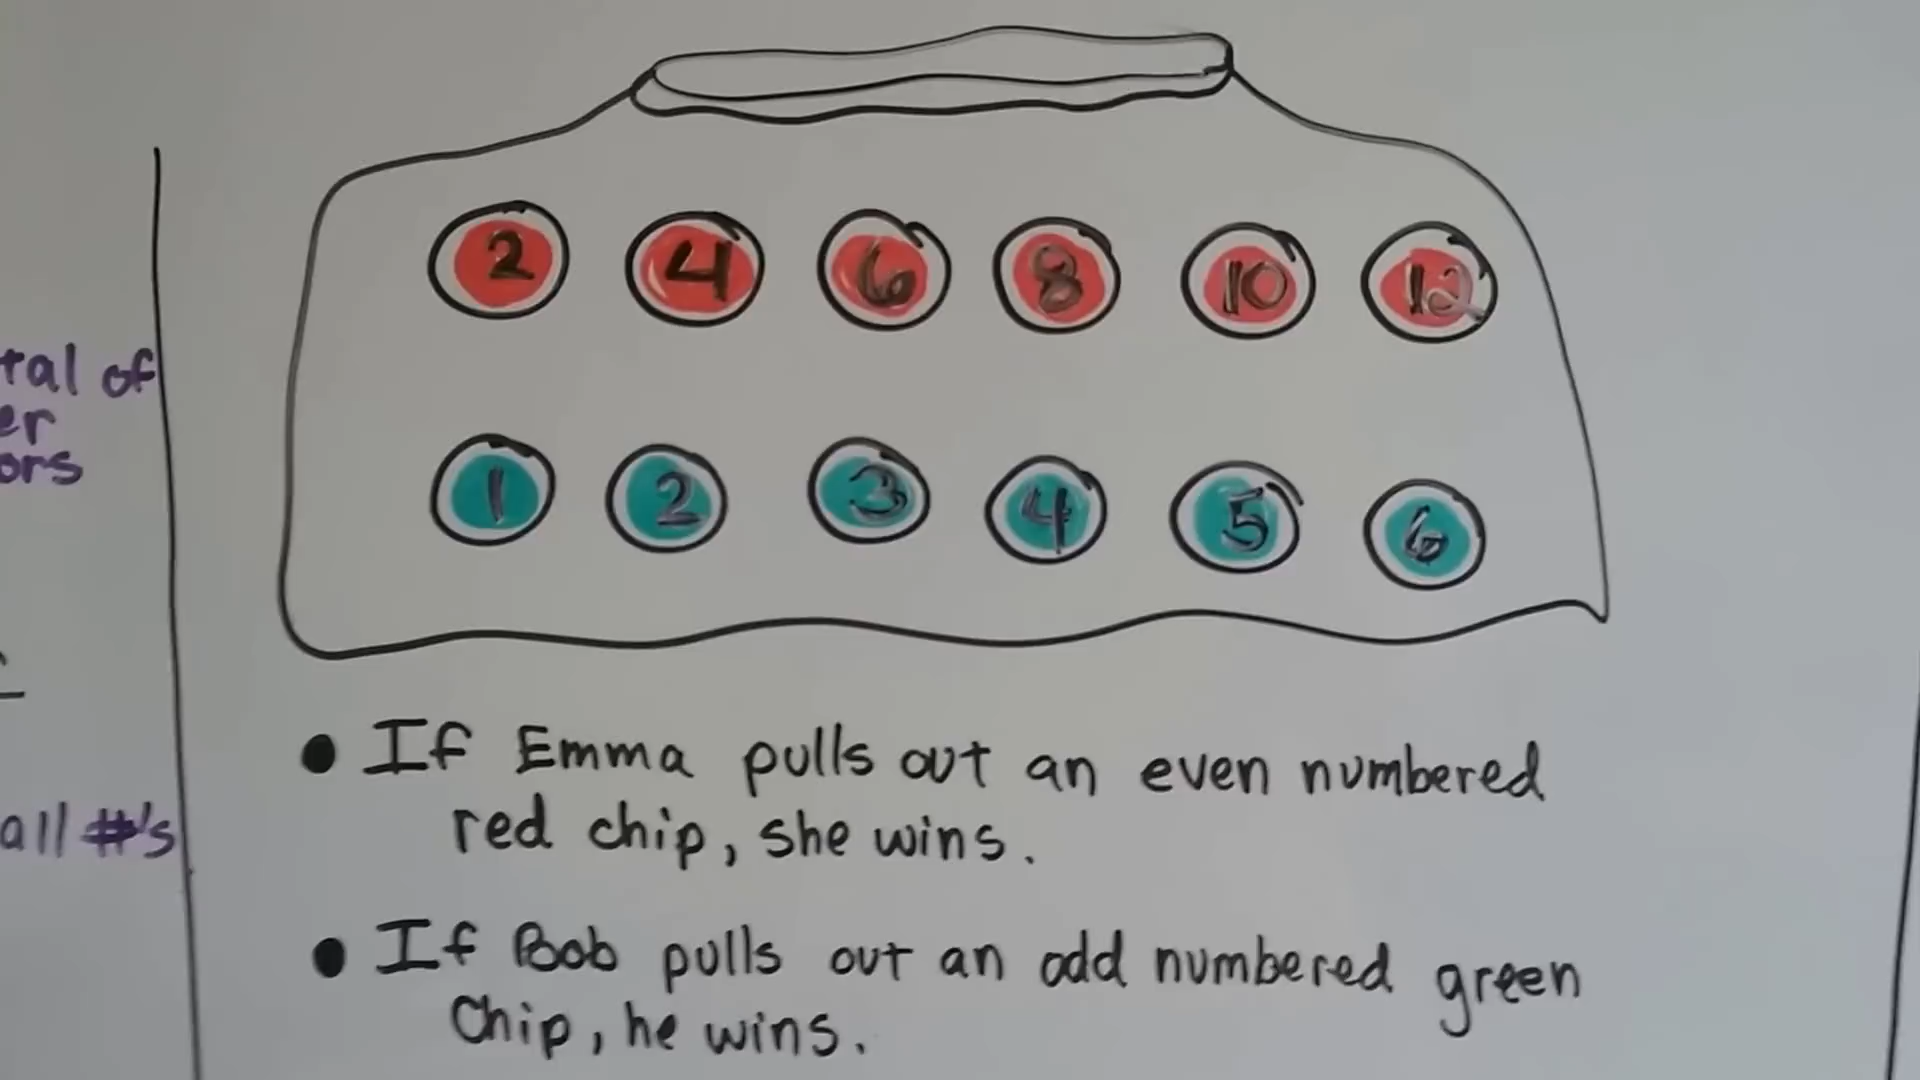 2 4 6 8 10 12
tal of
er
ors
1 2 3 4 5 6
all #'s
• If Emma pulls out an even numbered
red chip, she wins.
• If Bob pulls out an odd numbered green
Chip, he wins.